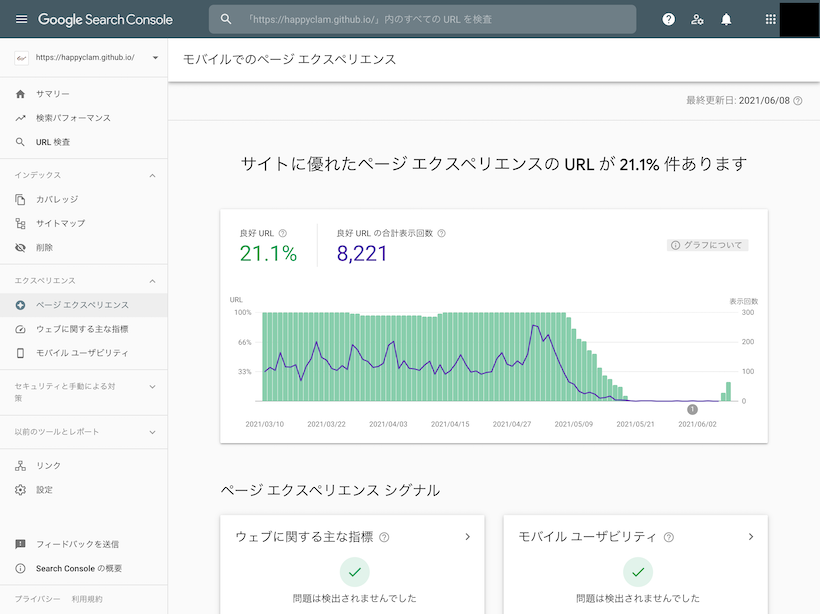 Google Search Console
「https://happyclam.github.io/」内のすべての URL を検査
https://happyclam.github.io/
モバイルでのページ エクスペリエンス
サマリー
検索パフォーマンス
URL 検査
インデックス
カバレッジ
サイトマップ
削除
エクスペリエンス
ページ エクスペリエンス
ウェブに関する主な指標
モバイル ユーザビリティ
セキュリティと手動による対
策
以前のツールとレポート
リンク
設定
フィードバックを送信
Search Console の概要
プライバシー 利用規約
最終更新日: 2021/06/08
サイトに優れたページ エクスペリエンスの URL が 21.1% 件あります
良好 URL
21.1%
良好 URL の合計表示回数
8,221
グラフについて
URL
表示回数
100% 300
66% 200
33% 100
0
1
2021/03/10 2021/03/22 2021/04/03 2021/04/15 2021/04/27 2021/05/09 2021/05/21 2021/06/02
ページ エクスペリエンス シグナル
ウェブに関する主な指標
問題は検出されませんでした
モバイル ユーザビリティ
問題は検出されませんでした